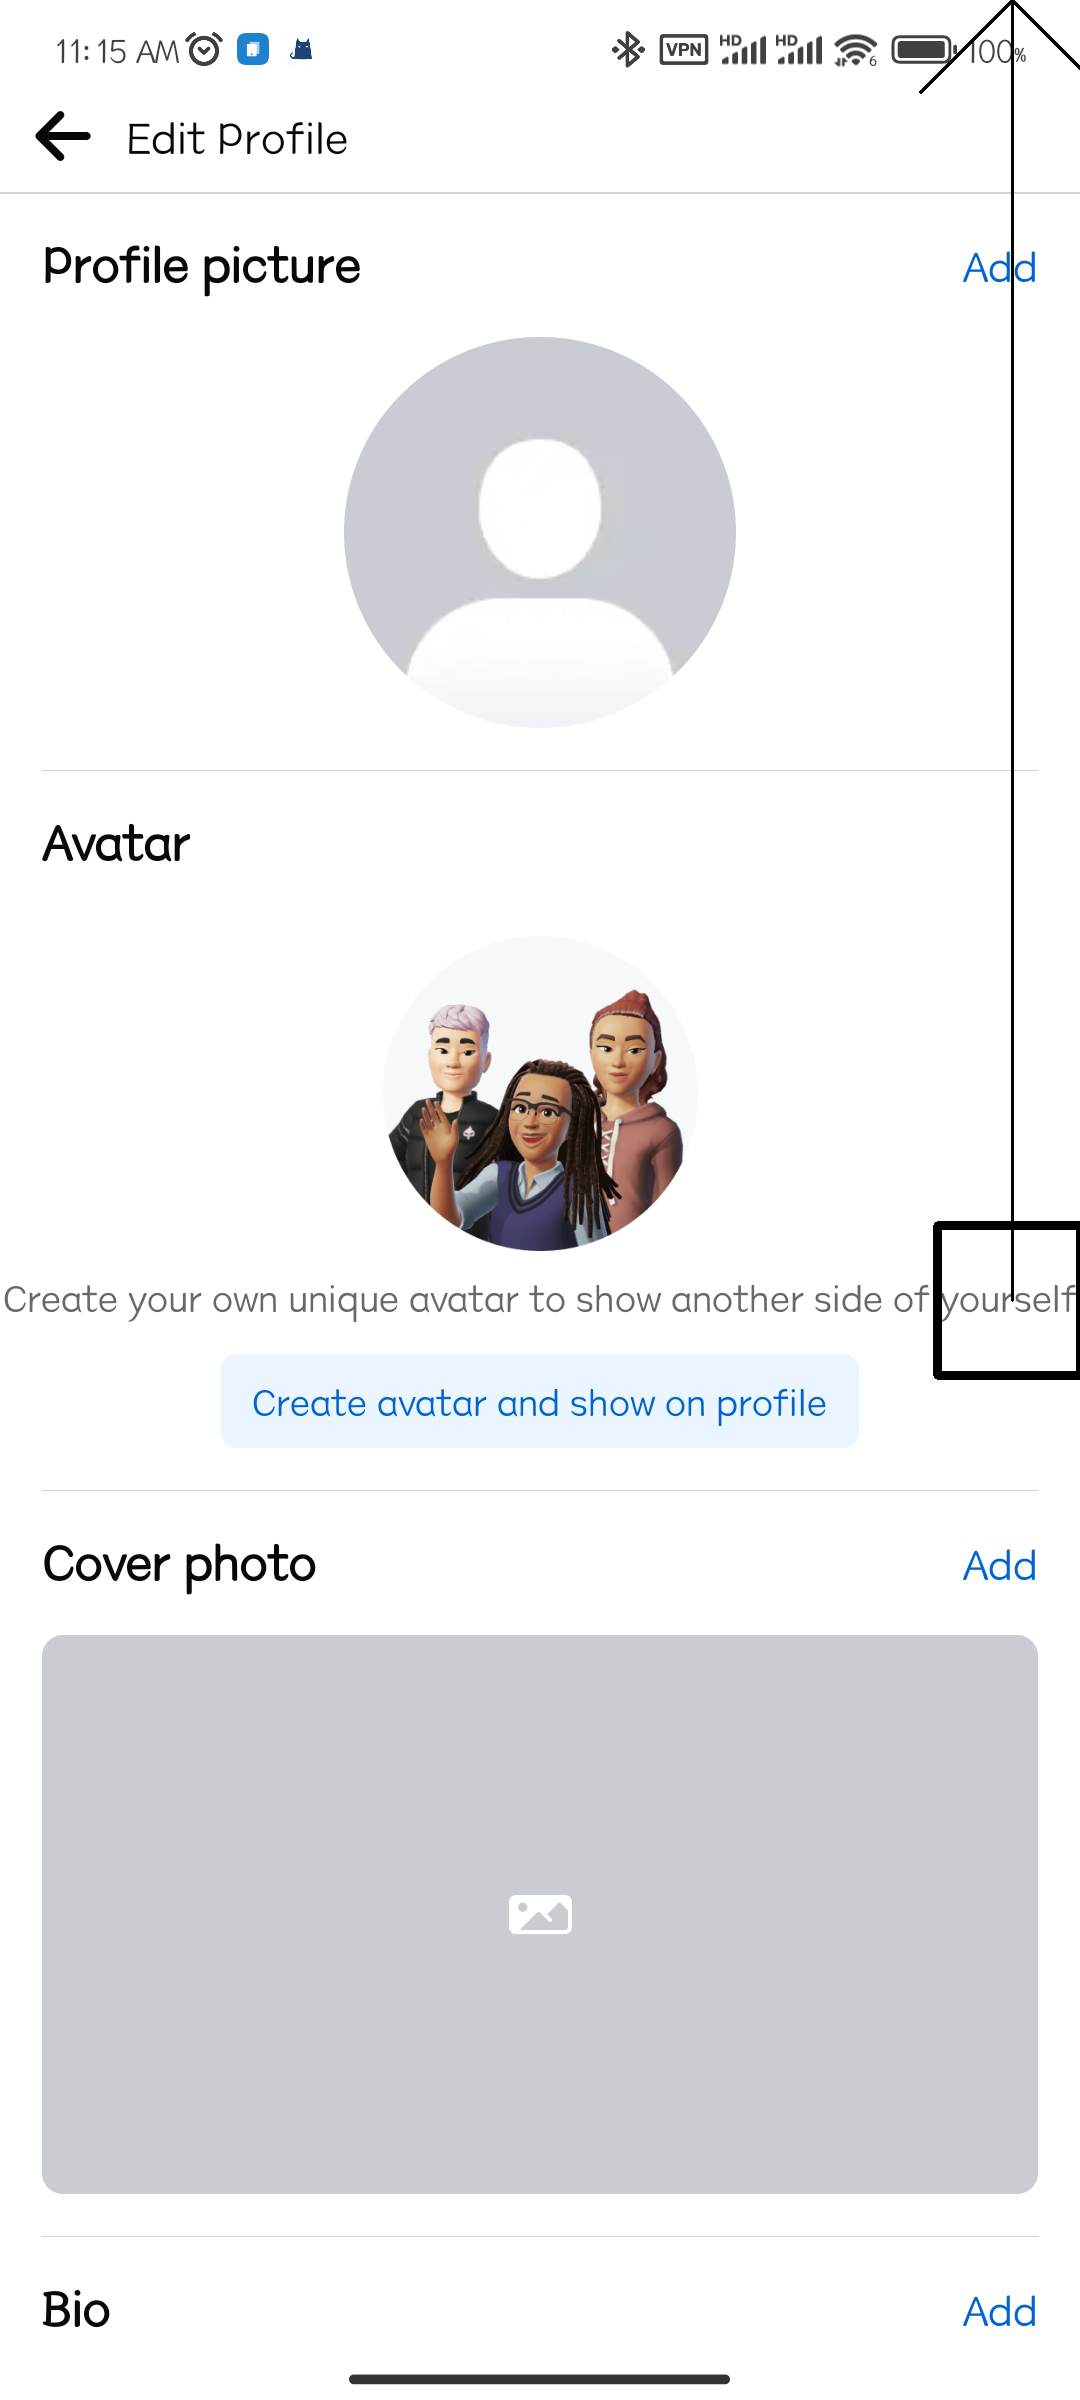 11:15 AM VPN HD HD 6 100%
Edit Profile
Profile picture Add
Avatar
Create your own unique avatar to show another side of yourself
Create avatar and show on profile
Cover photo Add
Bio Add